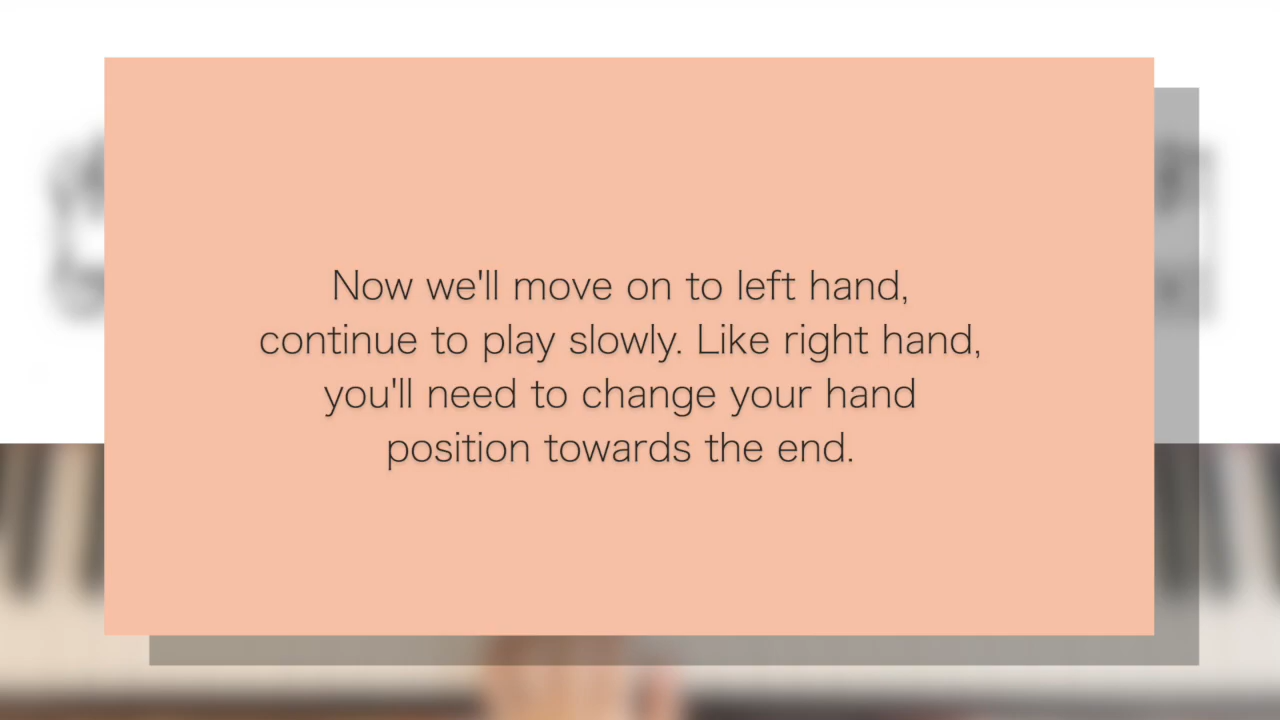 Now we'll move on to left hand,
continue to play slowly. Like right hand,
you'll need to change your hand
position towards the end.